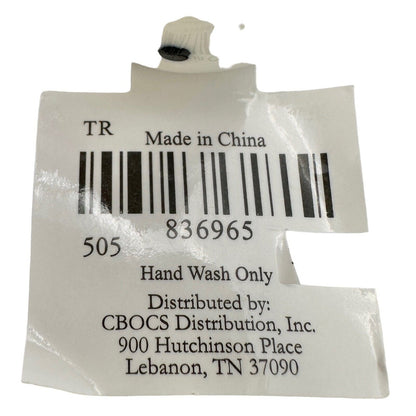 TR
Made in China
836965
505
Hand Wash Only
Distributed by:
CBOCS Distribution, Inc.
900 Hutchinson Place
Lebanon, TN 37090